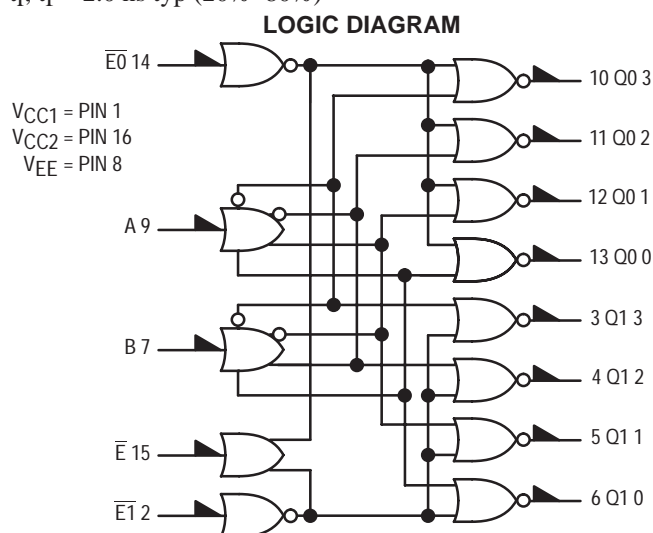 LOGIC DIAGRAM
E0 14
VCC1 = PIN 1
VCC2 = PIN 16
VEE = PIN 8
A 9
B 7
E 15
E1 2
10 Q0 3
11 Q0 2
12 Q0 1
13 Q0 0
3 Q1 3
4 Q1 2
5 Q1 1
6 Q1 0